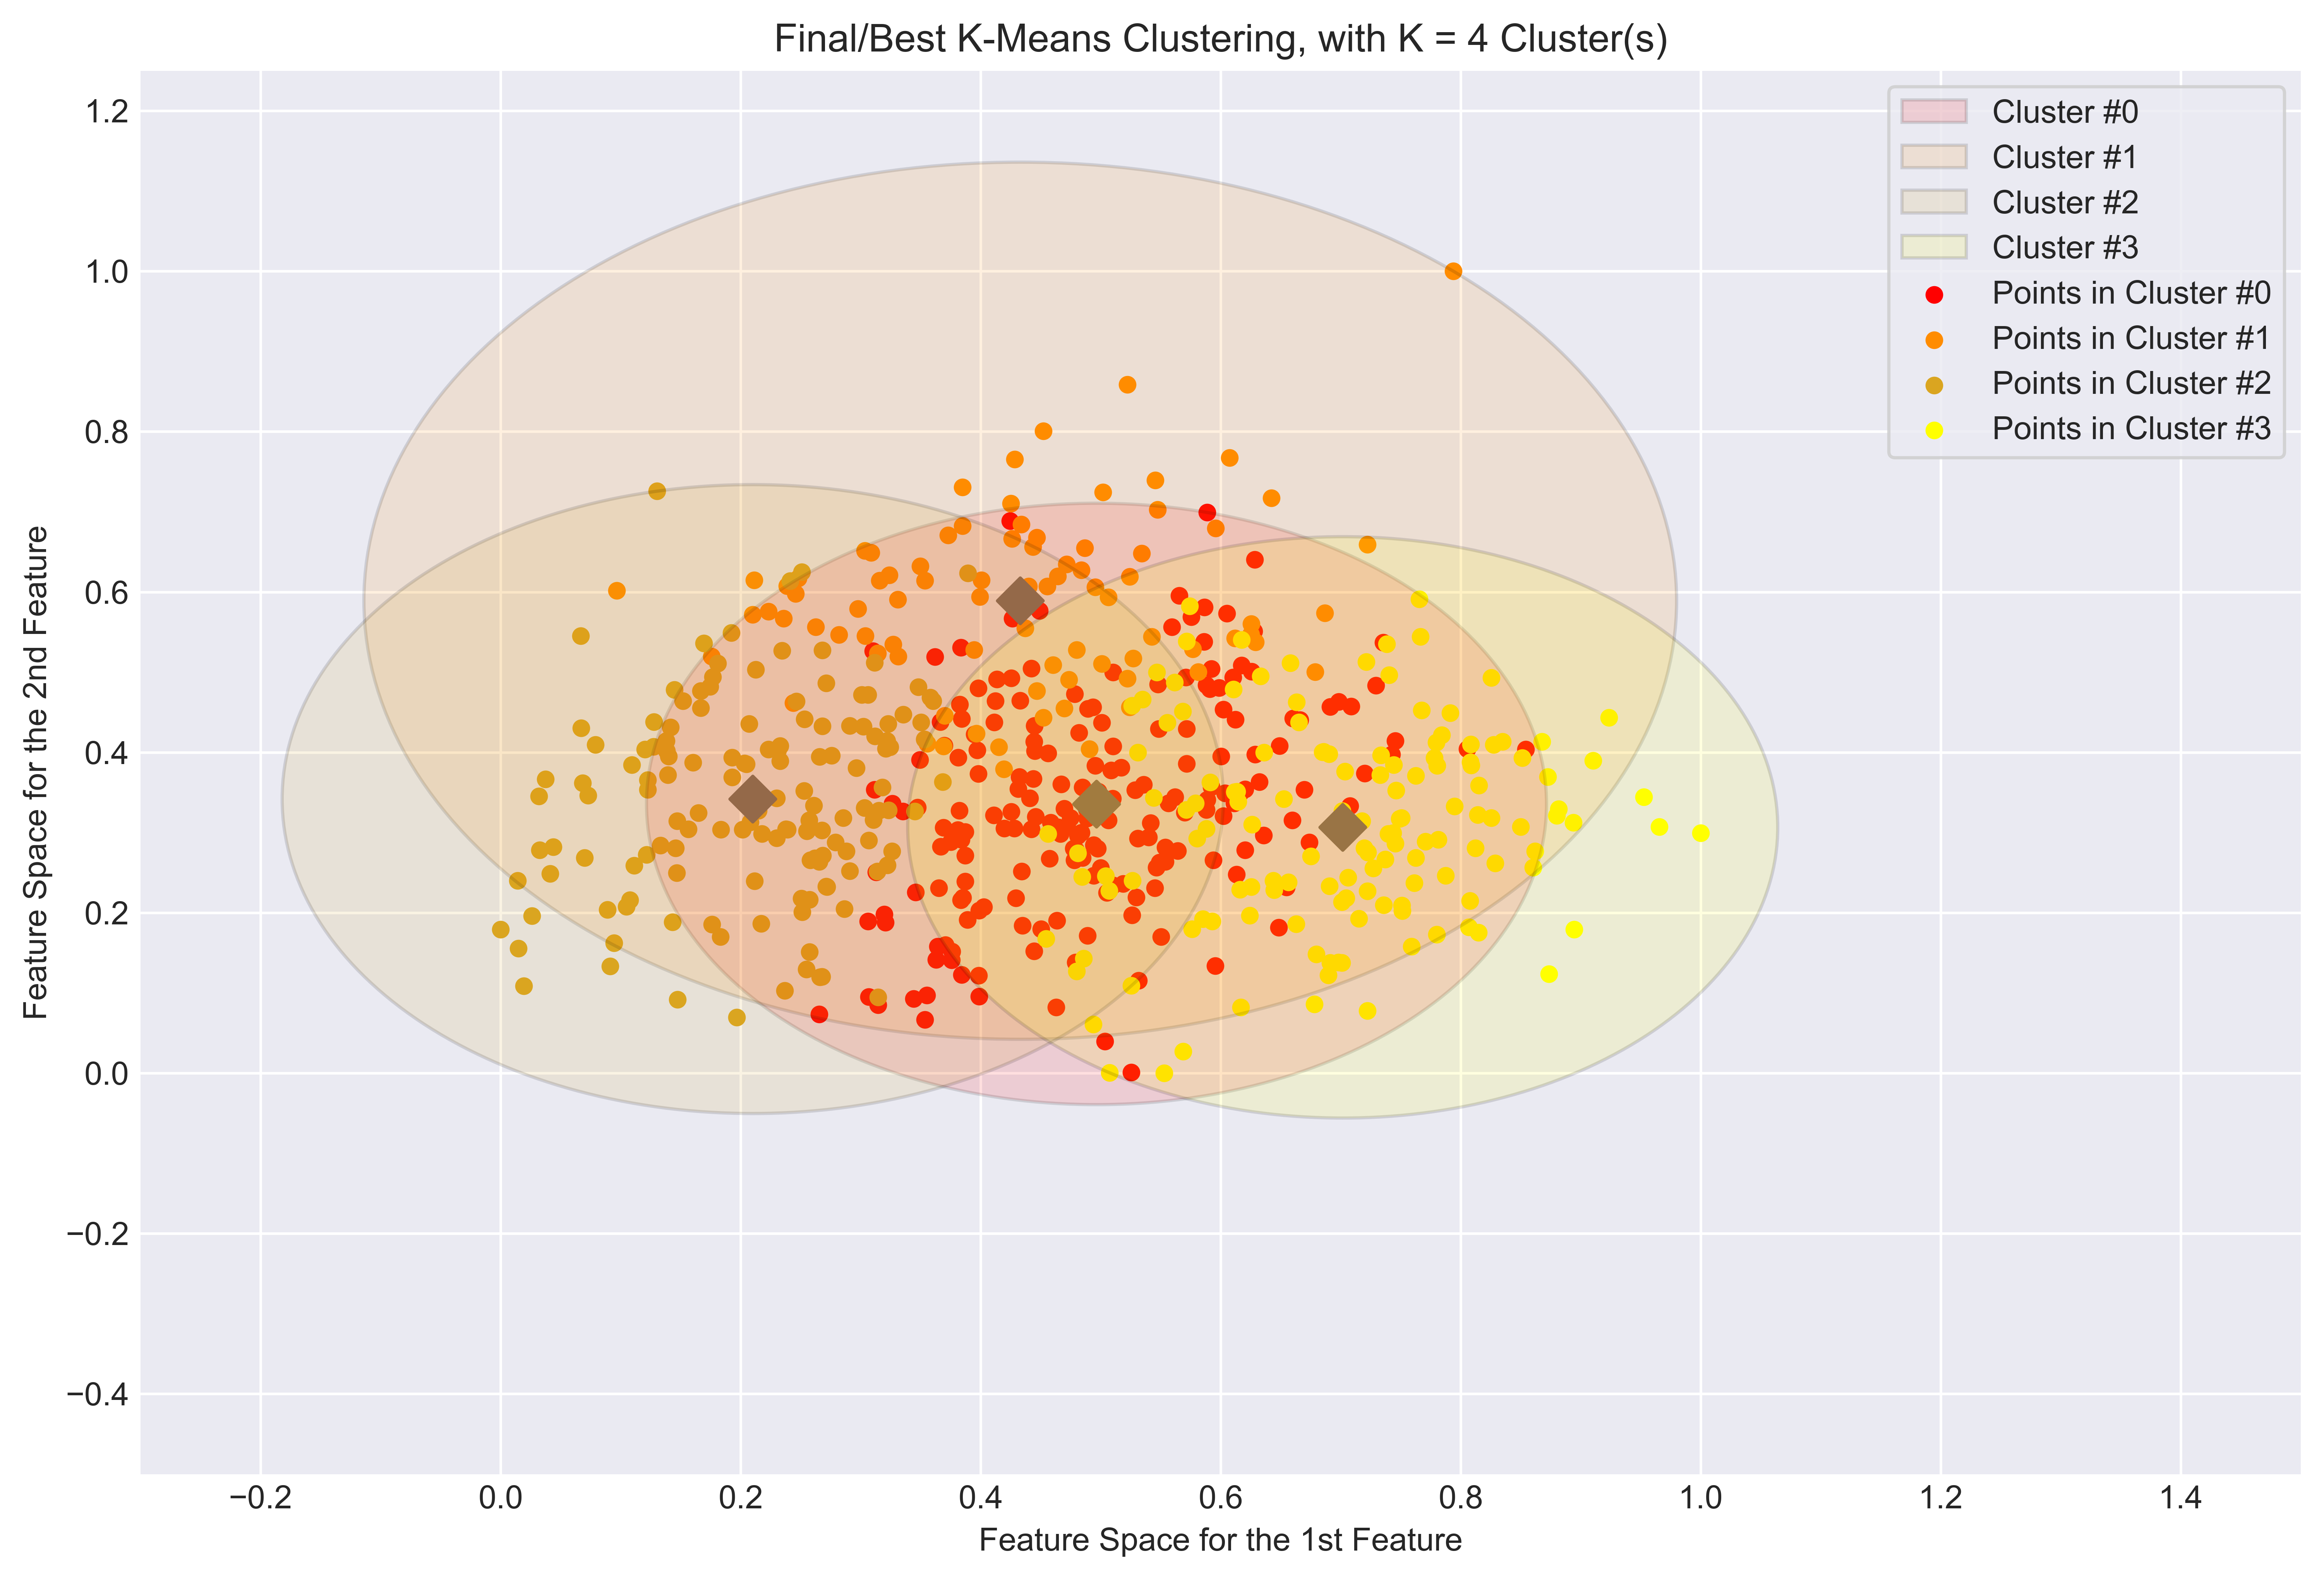 Final/Best K-Means Clustering, with K = 4 Cluster(s)
Cluster #0
Cluster #1
Cluster #2
Cluster #3
Points in Cluster #0
Points in Cluster #1
Points in Cluster #2
Points in Cluster #3
Feature Space for the 2nd Feature
1.2
1.0
0.8
0.6
0.4
0.2
0.0
−0.2
−0.4
−0.2 0.0 0.2 0.4 0.6 0.8 1.0 1.2 1.4
Feature Space for the 1st Feature